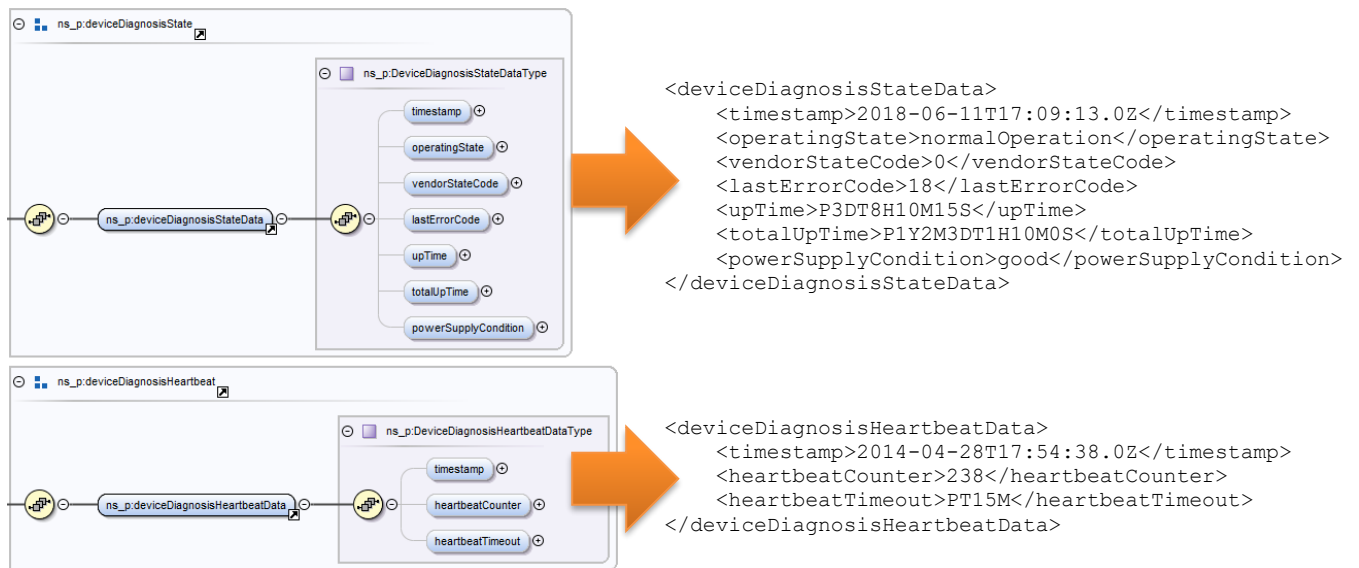 ns_p:deviceDiagnosisState
ns_p:DeviceDiagnosisStateDataType
timestamp
operatingState
vendorStateCode
ns_p:deviceDiagnosisStateData
lastErrorCode
upTime
totalUpTime
powerSupplyCondition
<deviceDiagnosisStateData>
    <timestamp>2018-06-11T17:09:13.0Z</timestamp>
    <operatingState>normalOperation</operatingState>
    <vendorStateCode>0</vendorStateCode>
    <lastErrorCode>18</lastErrorCode>
    <upTime>P3DT8H10M15S</upTime>
    <totalUpTime>P1Y2M3DT1H10M0S</totalUpTime>
    <powerSupplyCondition>good</powerSupplyCondition>
</deviceDiagnosisStateData>
ns_p:deviceDiagnosisHeartbeat
ns_p:DeviceDiagnosisHeartbeatDataType
timestamp
ns_p:deviceDiagnosisHeartbeatData
heartbeatCounter
heartbeatTimeout
<deviceDiagnosisHeartbeatData>
    <timestamp>2014-04-28T17:54:38.0Z</timestamp>
    <heartbeatCounter>238</heartbeatCounter>
    <heartbeatTimeout>PT15M</heartbeatTimeout>
</deviceDiagnosisHeartbeatData>